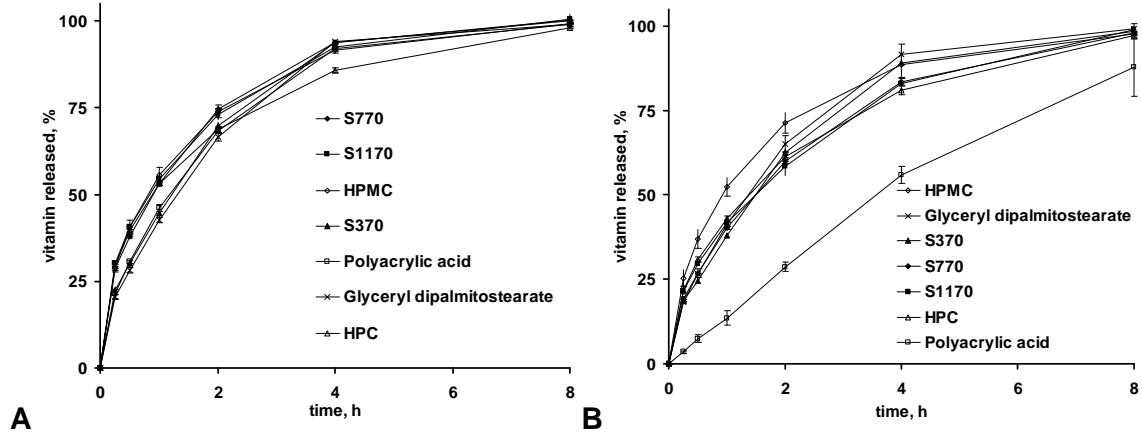 100
75
50
25
0
vitamin released, %
S770
S1170
HPMC
S370
Polyacrylic acid
Glyceryl dipalmitostearate
HPC
0 2 4 6 8
time, h
A
100
75
50
25
0
vitamin released, %
HPMC
Glyceryl dipalmitostearate
S370
S770
S1170
HPC
Polyacrylic acid
0 2 4 6 8
time, h
B